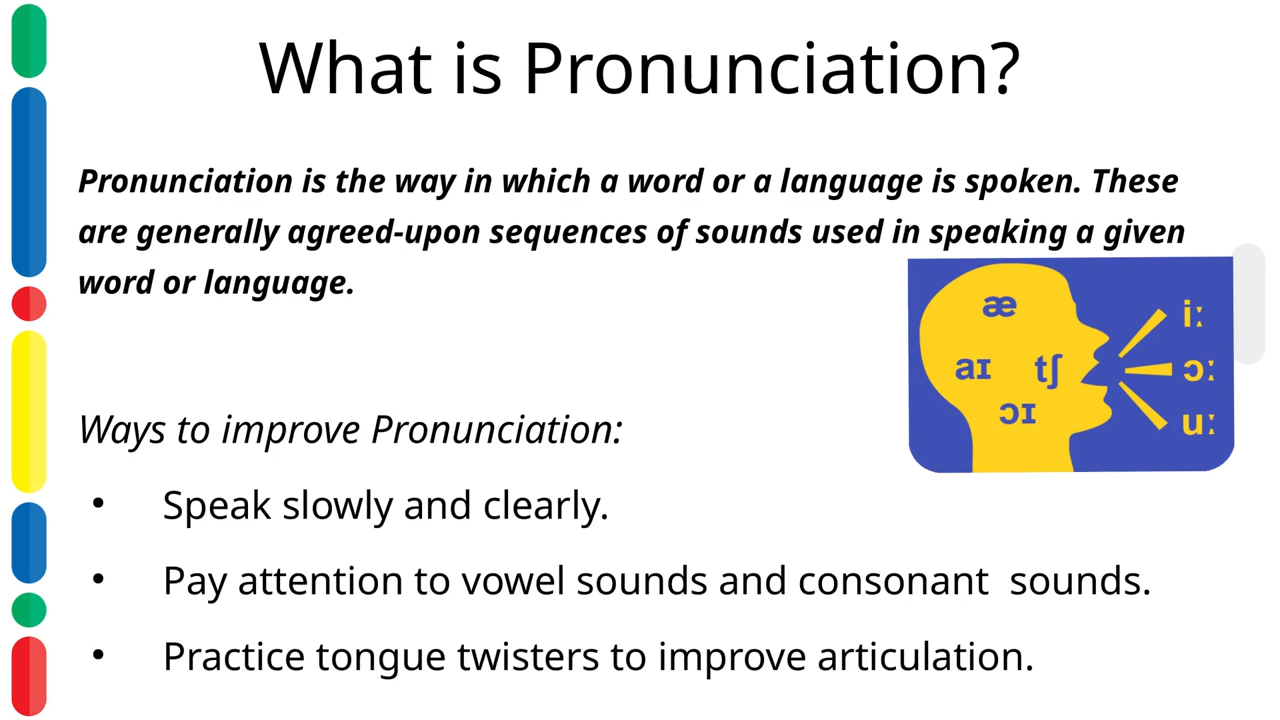 What is Pronunciation?
Pronunciation is the way in which a word or a language is spoken. These
are generally agreed-upon sequences of sounds used in speaking a given
word or language.
æ
iː
aɪ
tʃ
ɔː
ɔɪ
uː
Ways to improve Pronunciation:
• Speak slowly and clearly.
• Pay attention to vowel sounds and consonant  sounds.
• Practice tongue twisters to improve articulation.